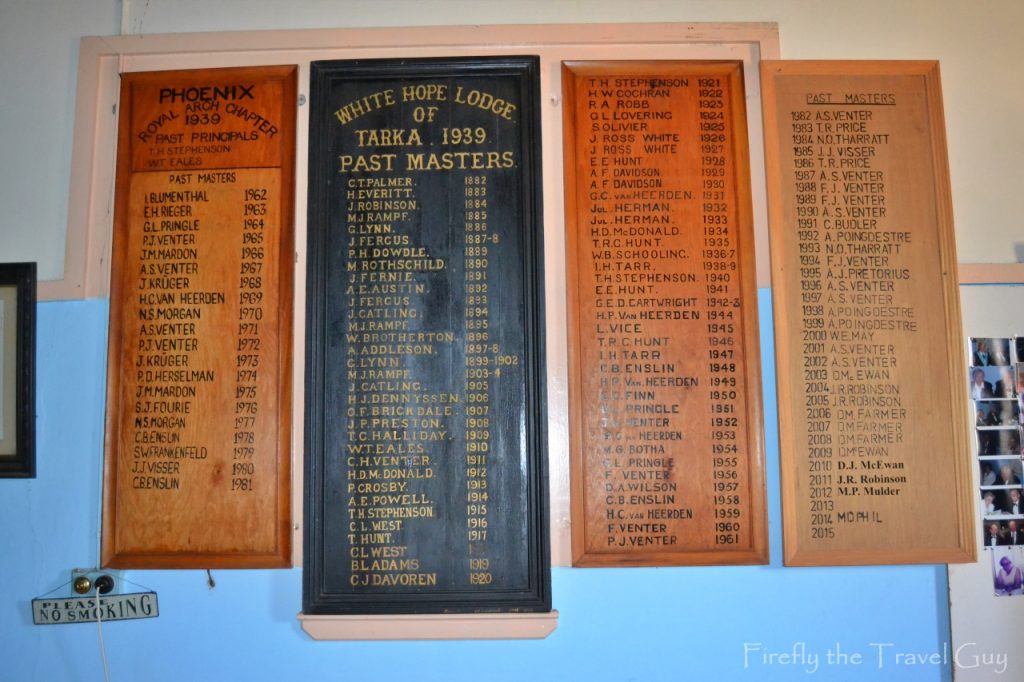 PHOENIX
ROYAL ARCH CHAPTER
1939
PAST PRINCIPALS
T.H STEPHENSON
W.T EALES
PAST MASTERS
I. BLUMENTHAL 1962
E.H. RIEGER 1963
G.L. PRINGLE 1964
P.J. VENTER 1965
J.M. MARDON 1966
A.S. VENTER 1967
J. KRÜGER 1968
H.C. VAN HEERDEN 1969
N.S. MORGAN 1970
A.S. VENTER 1971
P.J. VENTER 1972
J. KRÜGER 1973
P.D. HERSELMAN 1974
J.M. MARDON 1975
S.J. FOURIE 1976
N.S. MORGAN 1977
C.B. ENSLIN 1978
S.W. FRANKENFELD 1979
J.J. VISSER 1980
C.B. ENSLIN 1981
WHITE HOPE LODGE
OF
TARKA. 1939
PAST MASTERS.
C.T. PALMER. 1882
H. EVERITT. 1883
J. ROBINSON. 1884
M.J. RAMPF. 1885
G. LYNN. 1886
J. FERGUS. 1887-8
P.H. DOWDLE. 1889
M. ROTHSCHILD. 1890
J. FERNIE. 1891
A.E. AUSTIN. 1892
J. FERGUS. 1893
J. CATLING. 1894
M.J. RAMPF. 1895
W. BROTHERTON. 1896
A. ADDLESON. 1897-8
G. LYNN. 1899-1902
M.J. RAMPF. 1903-4
J. CATLING. 1905
H.J. DENNYSSEN. 1906
O.F. BRICKDALE. 1907
J.P. PRESTON. 1908
T.G. HALLIDAY. 1909
W.T. EALES. 1910
C.H. VENTER. 1911
H.D. McDONALD. 1912
P. CROSBY. 1913
A.E. POWELL. 1914
T.H. STEPHENSON 1915
C.L. WEST. 1916
T. HUNT. 1917
C.L WEST
B.L ADAMS 1919
C.J DAVOREN 1920
T.H. STEPHENSON 1921
H.W COCHRAN 1922
R.A ROBB 1923
G.L LOVERING 1924
S OLIVIER 1925
J. ROSS WHITE 1926
J. ROSS WHITE 1927
E.E HUNT 1928
A.F DAVIDSON 1929
A.F DAVIDSON 1930
G.C. VAN HEERDEN. 1931
JUL. HERMAN. 1932
JUL. HERMAN. 1933
H.D. McDONALD. 1934
T.R.C. HUNT. 1935
W.B. SCHOOLING. 1936-7
I.H. TARR. 1938-9
T.H. STEPHENSON. 1940
E.E. HUNT. 1941
G.E.D. CARTWRIGHT 1942-3
H.P. VAN HEERDEN 1944
L. VICE 1945
T.R.C HUNT 1946
I.H TARR 1947
C.B. ENSLIN 1948
H.P. VAN HEERDEN 1949
FINN 1950
PRINGLE 1951
VENTER 1952
VAN HEERDEN 1953
M.G. BOTHA 1954
G.L. PRINGLE 1955
F. VENTER 1956
D.A. WILSON 1957
C.B. ENSLIN 1958
H.C. VAN HEERDEN 1959
F. VENTER 1960
P.J. VENTER 1961
PAST MASTERS
1982 A.S. VENTER
1983 T.R. PRICE
1984 N.O. THARRATT
1985 J.J. VISSER
1986 T.R. PRICE
1987 A.S. VENTER
1988 F.J. VENTER
1989 F.J. VENTER
1990 A.S. VENTER
1991 C. BUDLER
1992 A. POINGDESTRE
1993 N.O. THARRATT
1994 F.J. VENTER
1995 A.J. PRETORIUS
1996 A.S. VENTER
1997 A.S. VENTER
1998 A. POINGDESTRE
1999 A. POINGDESTRE
2000 W.E. MAY
2001 A.S. VENTER
2002 A.S. VENTER
2003 D. McEWAN
2004 J.R. ROBINSON
2005 J.R. ROBINSON
2006 D.M. FARMER
2007 D.M. FARMER
2008 D.M. FARMER
2009 D. McEWAN
2010 D.J. McEwan
2011 J.R. Robinson
2012 M.P. Mulder
2013
2014
2015
PLEASE
NO SMOKING
Firefly the Travel Guy